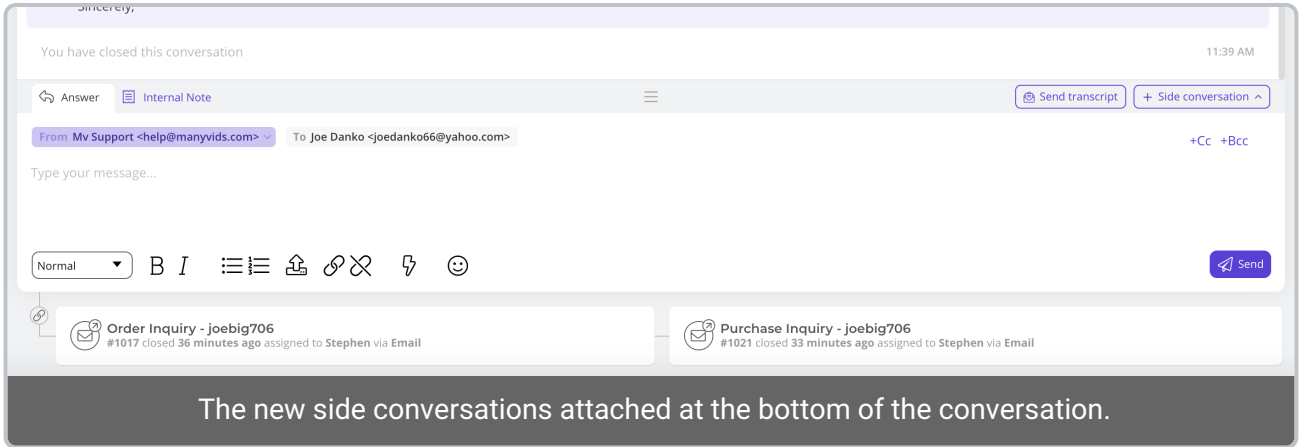 Sincerely,
You have closed this conversation 11:39 AM
Answer Internal Note Send transcript + Side conversation
From Mv Support <help@manyvids.com> To Joe Danko <joedanko66@yahoo.com> +Cc +Bcc
Type your message...
Normal B I Send
Order Inquiry - joebig706
#1017 closed 36 minutes ago assigned to Stephen via Email
Purchase Inquiry - joebig706
#1021 closed 33 minutes ago assigned to Stephen via Email
The new side conversations attached at the bottom of the conversation.